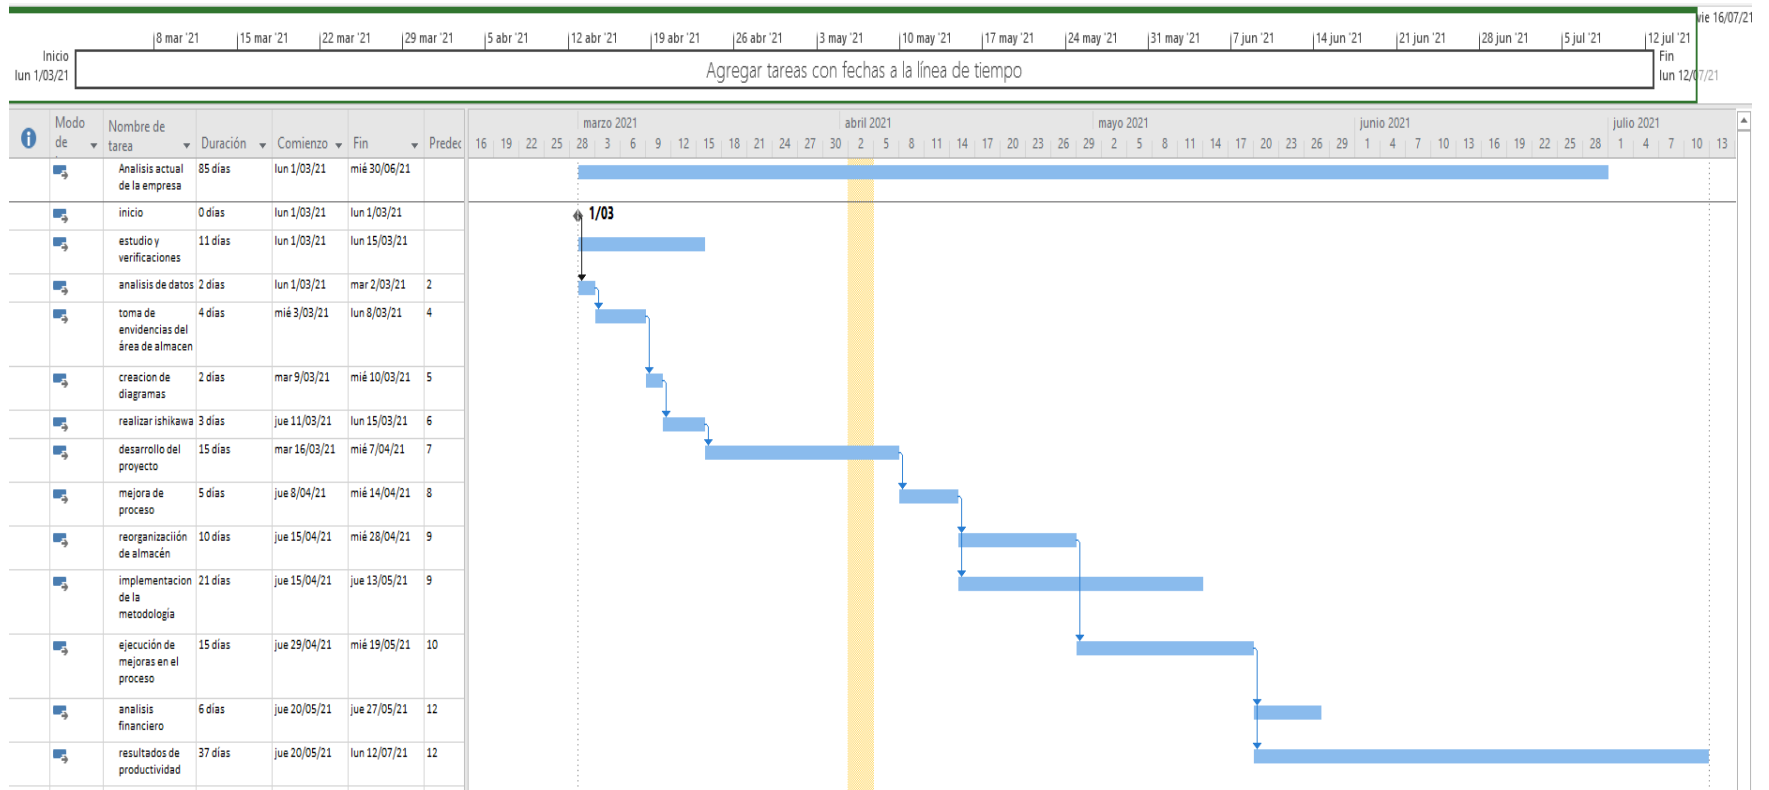 vie 16/07/21
8 mar '21 15 mar '21 22 mar '21 29 mar '21 5 abr '21 12 abr '21 19 abr '21 26 abr '21 3 may '21 10 may '21 17 may '21 24 may '21 31 may '21 7 jun '21 14 jun '21 21 jun '21 28 jun '21 5 jul '21 12 jul '21
Inicio
lun 1/03/21
Agregar tareas con fechas a la línea de tiempo
Fin
lun 12/07/21
Modo de
Nombre de tarea
Duración
Comienzo
Fin
Predec
marzo 2021 abril 2021 mayo 2021 junio 2021 julio 2021
16 19 22 25 28 3 6 9 12 15 18 21 24 27 30 2 5 8 11 14 17 20 23 26 29 2 5 8 11 14 17 20 23 26 29 1 4 7 10 13 16 19 22 25 28 1 4 7 10 13
Analisis actual 85 días lun 1/03/21 mié 30/06/21
de la empresa
inicio 0 días lun 1/03/21 lun 1/03/21
1/03
estudio y 11 días lun 1/03/21 lun 15/03/21
verificaciones
analisis de datos 2 días lun 1/03/21 mar 2/03/21 2
toma de 4 días mié 3/03/21 lun 8/03/21 4
envidencias del
área de almacen
creacion de 2 días mar 9/03/21 mié 10/03/21 5
diagramas
realizar ishikawa 3 días jue 11/03/21 lun 15/03/21 6
desarrollo del 15 días mar 16/03/21 mié 7/04/21 7
proyecto
mejora de 5 días jue 8/04/21 mié 14/04/21 8
proceso
reorganizaciión 10 días jue 15/04/21 mié 28/04/21 9
de almacén
implementacion 21 días jue 15/04/21 jue 13/05/21 9
de la
metodología
ejecución de 15 días jue 29/04/21 mié 19/05/21 10
mejoras en el
proceso
analisis 6 días jue 20/05/21 jue 27/05/21 12
financiero
resultados de 37 días jue 20/05/21 lun 12/07/21 12
productividad